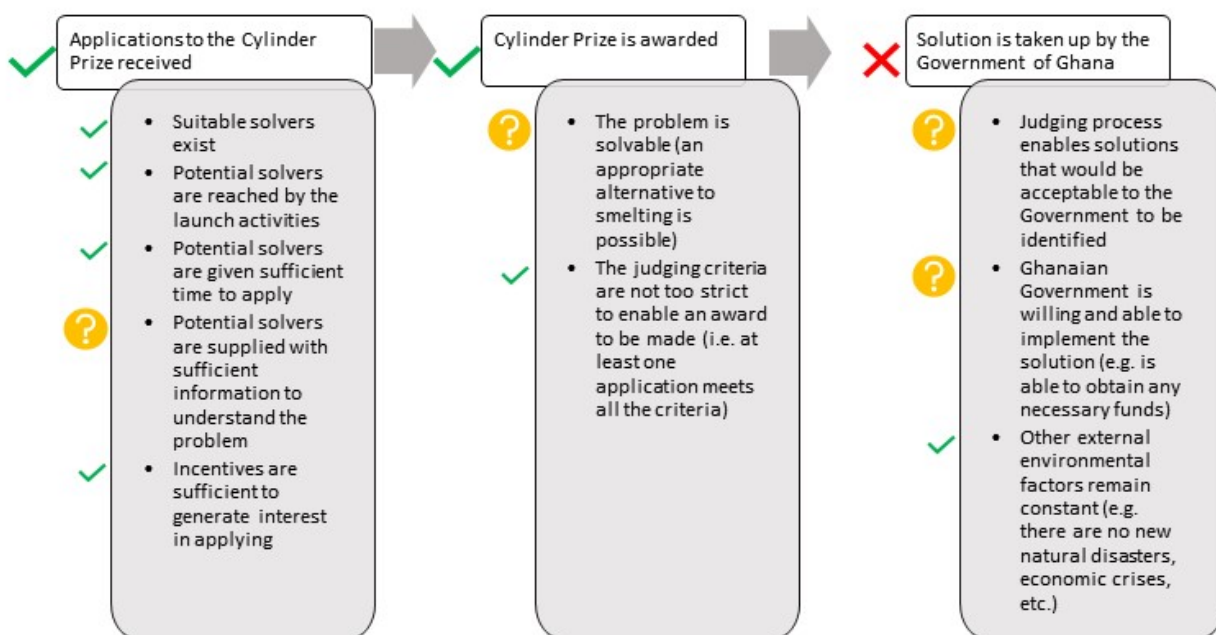 Applications to the Cylinder
Prize received
• Suitable solvers
exist
• Potential solvers
are reached by the
launch activities
• Potential solvers
are given sufficient
time to apply
? • Potential solvers
are supplied with
sufficient
information to
understand the
problem
• Incentives are
sufficient to
generate interest
in applying
Cylinder Prize is awarded
? • The problem is
solvable (an
appropriate
alternative to
smelting is
possible)
• The judging criteria
are not too strict
to enable an award
to be made (i.e. at
least one
application meets
all the criteria)
Solution is taken up by the
Government of Ghana
? • Judging process
enables solutions
that would be
acceptable to the
Government to be
identified
? • Ghanaian
Government is
willing and able to
implement the
solution (e.g. is
able to obtain any
necessary funds)
• Other external
environmental
factors remain
constant (e.g.
there are no new
natural disasters,
economic crises,
etc.)